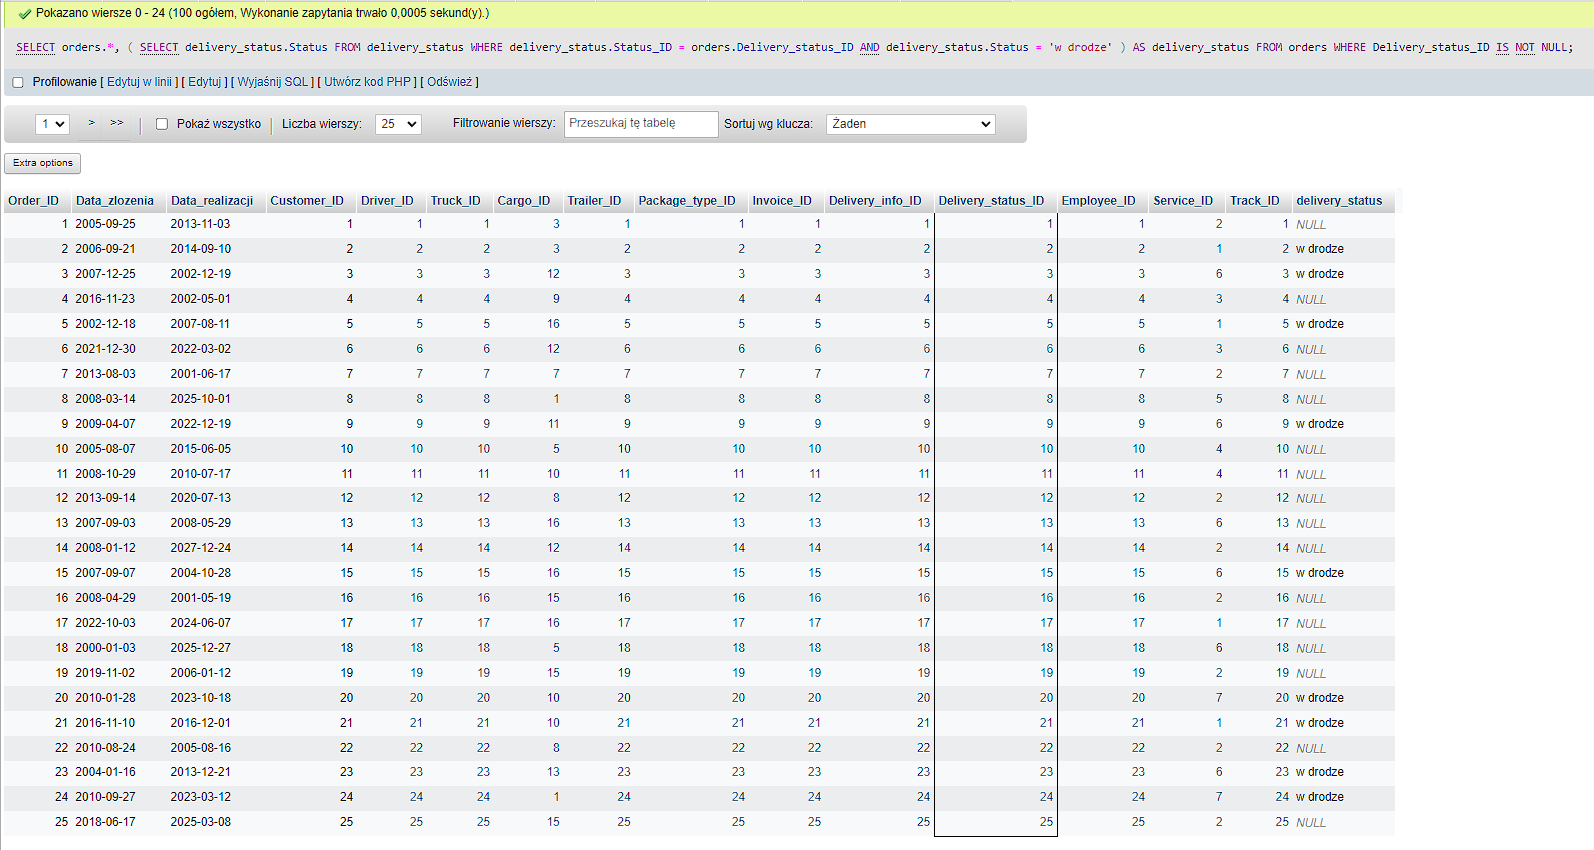 Pokazano wiersze 0 - 24 (100 ogółem, Wykonanie zapytania trwało 0,0005 sekund(y).)
SELECT orders.*, ( SELECT delivery_status.Status FROM delivery_status WHERE delivery_status.Status_ID = orders.Delivery_status_ID AND delivery_status.Status = 'w drodze' ) AS delivery_status FROM orders WHERE Delivery_status_ID IS NOT NULL;
Profilowanie [ Edytuj w linii ] [ Edytuj ] [ Wyjaśnij SQL ] [ Utwórz kod PHP ] [ Odśwież ]
1 > >> Pokaż wszystko Liczba wierszy: 25 Filtrowanie wierszy: Przeszukaj tę tabelę Sortuj wg klucza: Żaden
Extra options
Order_ID Data_zlozenia Data_realizacji Customer_ID Driver_ID Truck_ID Cargo_ID Trailer_ID Package_type_ID Invoice_ID Delivery_info_ID Delivery_status_ID Employee_ID Service_ID Track_ID delivery_status
1 2005-09-25 2013-11-03 1 1 1 3 1 1 1 1 1 1 2 1 NULL
2 2006-09-21 2014-09-10 2 2 2 3 2 2 2 2 2 2 1 2 w drodze
3 2007-12-25 2002-12-19 3 3 3 12 3 3 3 3 3 3 6 3 w drodze
4 2016-11-23 2002-05-01 4 4 4 9 4 4 4 4 4 4 3 4 NULL
5 2002-12-18 2007-08-11 5 5 5 16 5 5 5 5 5 5 1 5 w drodze
6 2021-12-30 2022-03-02 6 6 6 12 6 6 6 6 6 6 3 6 NULL
7 2013-08-03 2001-06-17 7 7 7 7 7 7 7 7 7 7 2 7 NULL
8 2008-03-14 2025-10-01 8 8 8 1 8 8 8 8 8 8 5 8 NULL
9 2009-04-07 2022-12-19 9 9 9 11 9 9 9 9 9 9 6 9 w drodze
10 2005-08-07 2015-06-05 10 10 10 5 10 10 10 10 10 10 4 10 NULL
11 2008-10-29 2010-07-17 11 11 11 10 11 11 11 11 11 11 4 11 NULL
12 2013-09-14 2020-07-13 12 12 12 8 12 12 12 12 12 12 2 12 NULL
13 2007-09-03 2008-05-29 13 13 13 16 13 13 13 13 13 13 6 13 NULL
14 2008-01-12 2027-12-24 14 14 14 12 14 14 14 14 14 14 2 14 NULL
15 2007-09-07 2004-10-28 15 15 15 16 15 15 15 15 15 15 6 15 w drodze
16 2008-04-29 2001-05-19 16 16 16 15 16 16 16 16 16 16 2 16 NULL
17 2022-10-03 2024-06-07 17 17 17 16 17 17 17 17 17 17 1 17 NULL
18 2000-01-03 2025-12-27 18 18 18 5 18 18 18 18 18 18 6 18 NULL
19 2019-11-02 2006-01-12 19 19 19 15 19 19 19 19 19 19 2 19 NULL
20 2010-01-28 2023-10-18 20 20 20 10 20 20 20 20 20 20 7 20 w drodze
21 2016-11-10 2016-12-01 21 21 21 10 21 21 21 21 21 21 1 21 w drodze
22 2010-08-24 2005-08-16 22 22 22 8 22 22 22 22 22 22 2 22 NULL
23 2004-01-16 2013-12-21 23 23 23 13 23 23 23 23 23 23 6 23 w drodze
24 2010-09-27 2023-03-12 24 24 24 1 24 24 24 24 24 24 7 24 w drodze
25 2018-06-17 2025-03-08 25 25 25 15 25 25 25 25 25 25 2 25 NULL